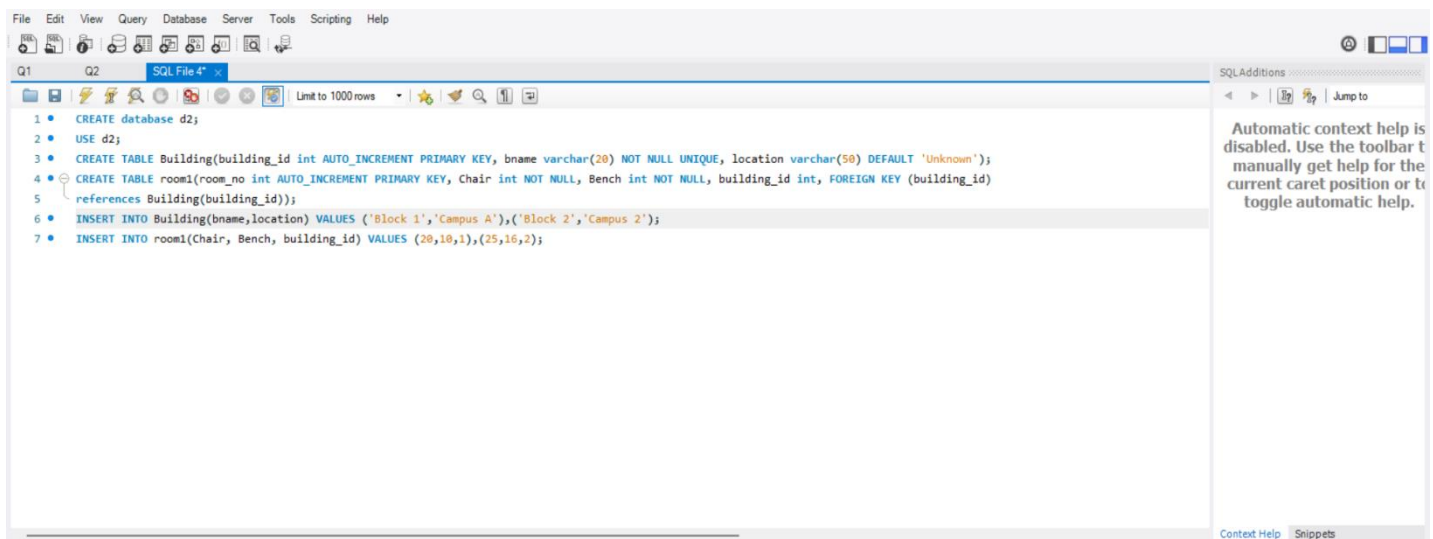 File Edit View Query Database Server Tools Scripting Help
Q1 Q2 SQL File 4* ×
SQLAdditions
Limit to 1000 rows
Jump to
1 CREATE database d2;
2 USE d2;
3 CREATE TABLE Building(building_id int AUTO_INCREMENT PRIMARY KEY, bname varchar(20) NOT NULL UNIQUE, location varchar(50) DEFAULT 'Unknown');
4 CREATE TABLE room1(room_no int AUTO_INCREMENT PRIMARY KEY, Chair int NOT NULL, Bench int NOT NULL, building_id int, FOREIGN KEY (building_id)
5 references Building(building_id));
6 INSERT INTO Building(bname,location) VALUES ('Block 1','Campus A'),('Block 2','Campus 2');
7 INSERT INTO room1(Chair, Bench, building_id) VALUES (20,10,1),(25,16,2);
Automatic context help is
disabled. Use the toolbar t
manually get help for the
current caret position or to
toggle automatic help.
Context Help Snippets